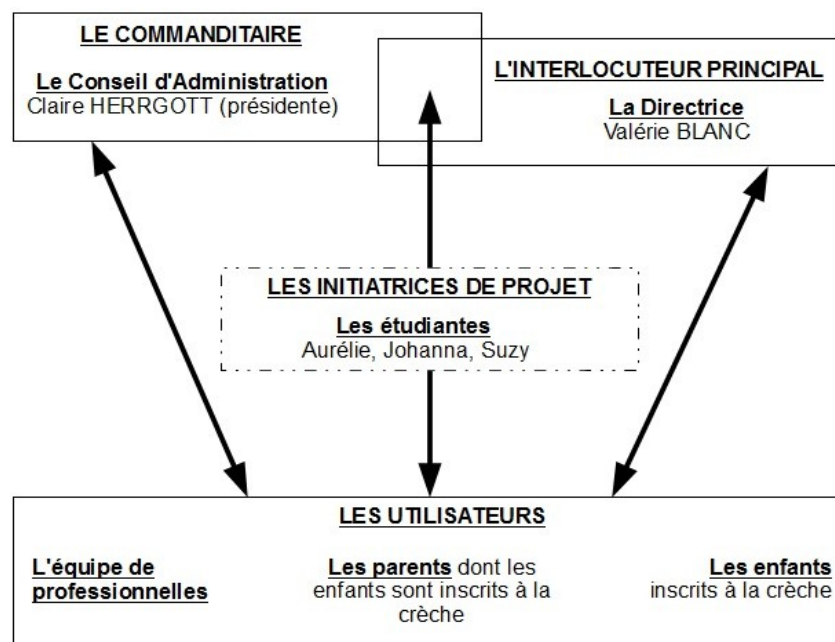 LE COMMANDITAIRE
Le Conseil d'Administration
Claire HERRGOTT (présidente)
L'INTERLOCUTEUR PRINCIPAL
La Directrice
Valérie BLANC
LES INITIATRICES DE PROJET
Les étudiantes
Aurélie, Johanna, Suzy
LES UTILISATEURS
L'équipe de
professionnelles
Les parents dont les
enfants sont inscrits à la
crèche
Les enfants
inscrits à la crèche